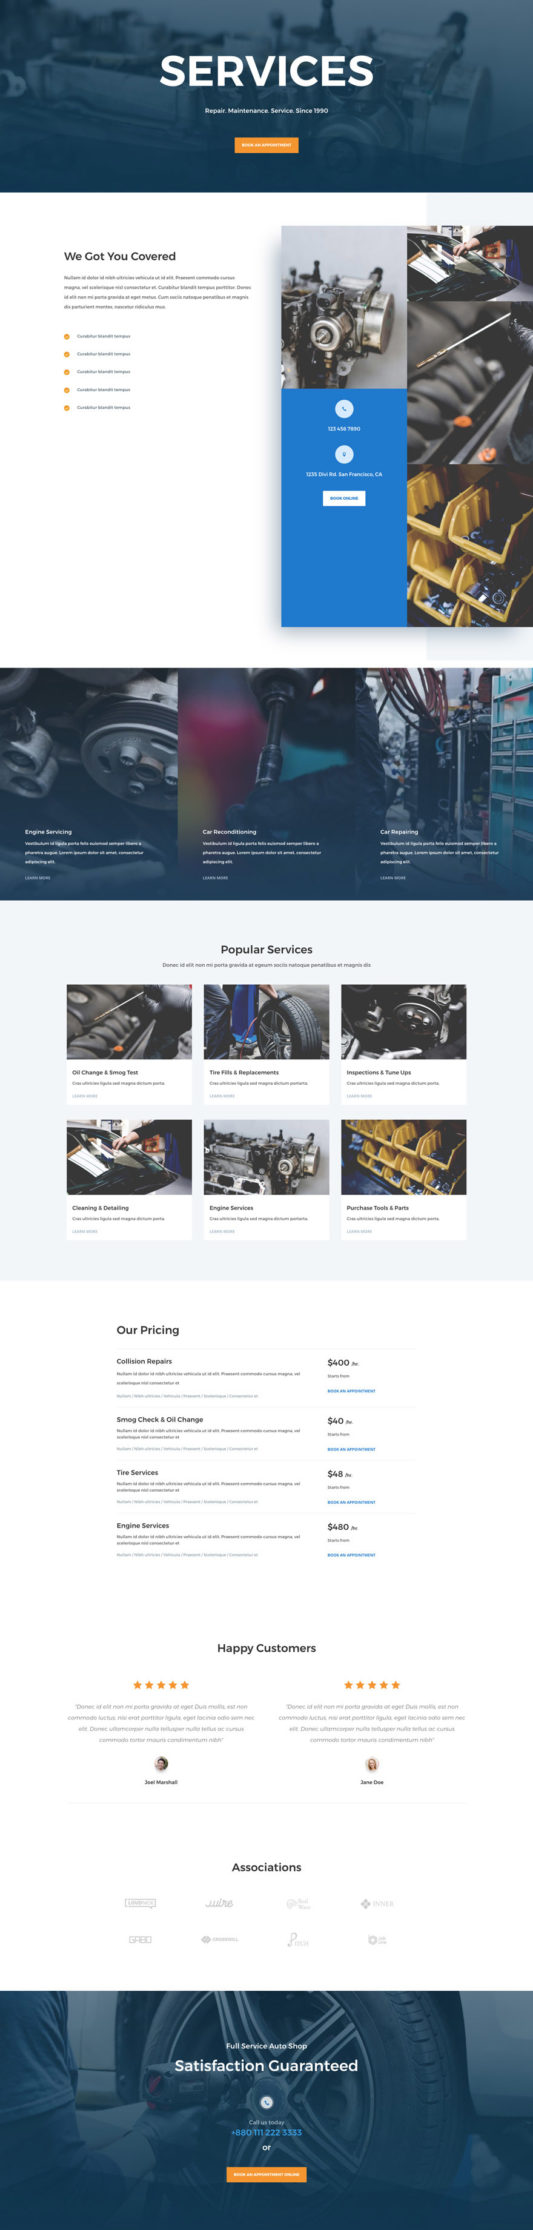 SERVICES
Repair. Maintenance. Service. Since 1990
BOOK AN APPOINTMENT
We Got You Covered
Nullam id dolor id nibh ultricies vehicula ut id elit. Praesent commodo cursus
magna, vel scelerisque nisl consectetur et. Curabitur blandit tempus porttitor. Donec
id elit non mi porta gravida at eget metus. Cum sociis natoque penatibus et magnis
dis parturient montes, nascetur ridiculus mus.
Curabitur blandit tempus
Curabitur blandit tempus
Curabitur blandit tempus
Curabitur blandit tempus
Curabitur blandit tempus
123 456 7890
1235 Divi Rd. San Francisco, CA
BOOK ONLINE
Engine Servicing
Vestibulum id ligula porta felis euismod semper libero a
pharetra augue. Lorem ipsum dolor sit amet, consectetur
adipiscing elit.
LEARN MORE
Car Reconditioning
Vestibulum id ligula porta felis euismod semper libero a
pharetra augue. Lorem ipsum dolor sit amet, consectetur
adipiscing elit.
LEARN MORE
Car Repairing
Vestibulum id ligula porta felis euismod semper libero a
pharetra augue. Lorem ipsum dolor sit amet, consectetur
adipiscing elit.
LEARN MORE
Popular Services
Donec id elit non mi porta gravida at egeum sociis natoque penatibus et magnis dis
Oil Change & Smog Test
Cras ultricies ligula sed magna dictum porta.
LEARN MORE
Tire Fills & Replacements
Cras ultricies ligula sed magna dictum portarta.
LEARN MORE
Inspections & Tune Ups
Cras ultricies ligula sed magna dictum porta.
LEARN MORE
Cleaning & Detailing
Cras ultricies ligula sed magna dictum porta.
LEARN MORE
Engine Services
Cras ultricies ligula sed magna dictum portarta.
LEARN MORE
Purchase Tools & Parts
Cras ultricies ligula sed magna dictum porta.
LEARN MORE
Our Pricing
Collision Repairs
Nullam id dolor id nibh ultricies vehicula ut id elit. Praesent commodo cursus magna, vel
scelerisque nisl consectetur et
Nullam / Nibh ultricies / Vehicula / Praesent / Scelerisque / Consectetur et
$400 /hr.
Starts from
BOOK AN APPOINTMENT
Smog Check & Oil Change
Nullam id dolor id nibh ultricies vehicula ut id elit. Praesent commodo cursus magna, vel
scelerisque nisl consectetur et
Nullam / Nibh ultricies / Vehicula / Praesent / Scelerisque / Consectetur et
$40 /hr.
Starts from
BOOK AN APPOINTMENT
Tire Services
Nullam id dolor id nibh ultricies vehicula ut id elit. Praesent commodo cursus magna, vel
scelerisque nisl consectetur et
Nullam / Nibh ultricies / Vehicula / Praesent / Scelerisque / Consectetur et
$48 /hr.
Starts from
BOOK AN APPOINTMENT
Engine Services
Nullam id dolor id nibh ultricies vehicula ut id elit. Praesent commodo cursus magna, vel
scelerisque nisl consectetur et
Nullam / Nibh ultricies / Vehicula / Praesent / Scelerisque / Consectetur et
$480 /hr.
Starts from
BOOK AN APPOINTMENT
Happy Customers
"Donec id elit non mi porta gravida at eget Duis mollis, est non
commodo luctus, nisi erat porttitor ligula, eget lacinia odio sem nec
elit. Donec ullamcorper nulla tellusper nulla tellus ac cursus
commodo tortor mauris condimentum nibh"
Joel Marshall
"Donec id elit non mi porta gravida at eget Duis mollis, est non
commodo luctus, nisi erat porttitor ligula, eget lacinia odio sem nec
elit. Donec ullamcorper nulla tellusper nulla tellus ac cursus
commodo tortor mauris condimentum nibh"
Jane Doe
Associations
wire
INNER
GABO
Full Service Auto Shop
Satisfaction Guaranteed
Call us today
+880 111 222 3333
or
BOOK AN APPOINTMENT ONLINE